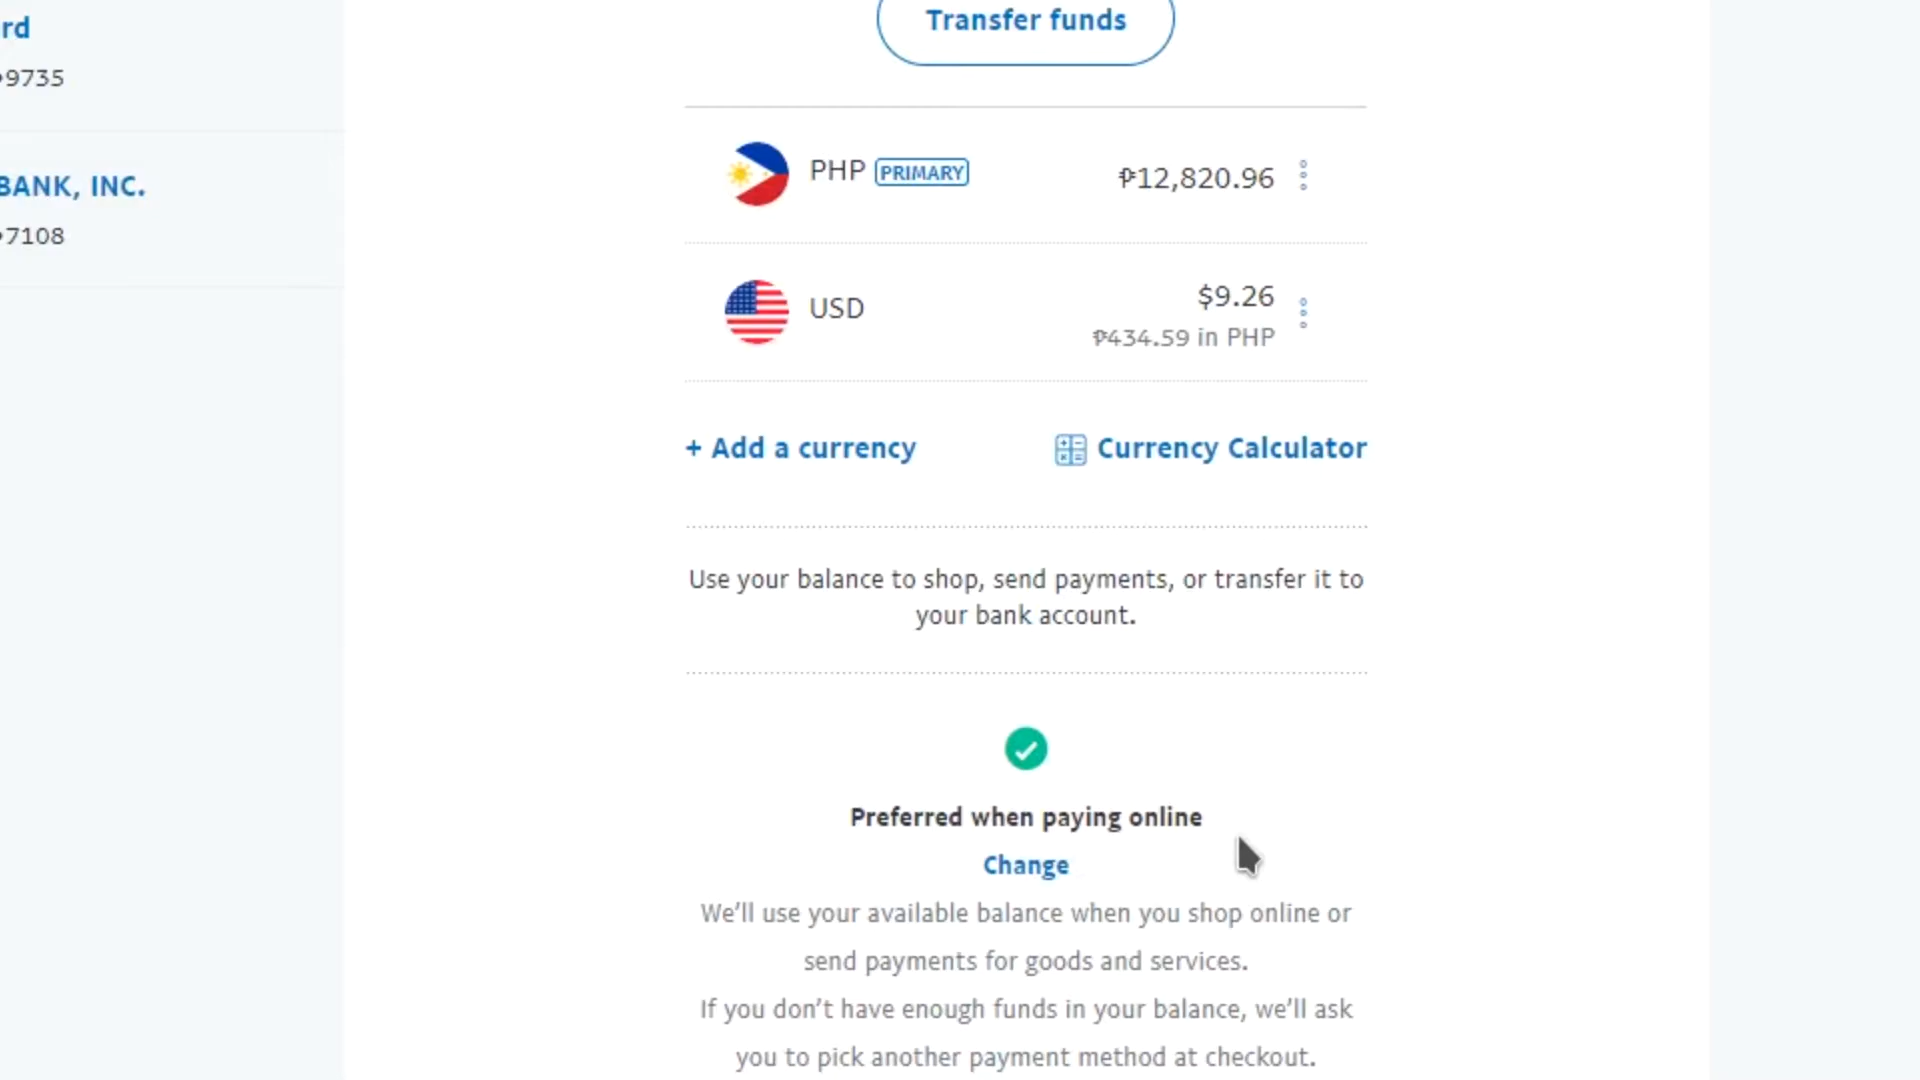 rd
9735
BANK, INC.
7108
Transfer funds
PHP PRIMARY ₱12,820.96
USD $9.26
₱434.59 in PHP
+ Add a currency Currency Calculator
Use your balance to shop, send payments, or transfer it to
your bank account.
Preferred when paying online
Change
We’ll use your available balance when you shop online or
send payments for goods and services.
If you don’t have enough funds in your balance, we’ll ask
you to pick another payment method at checkout.